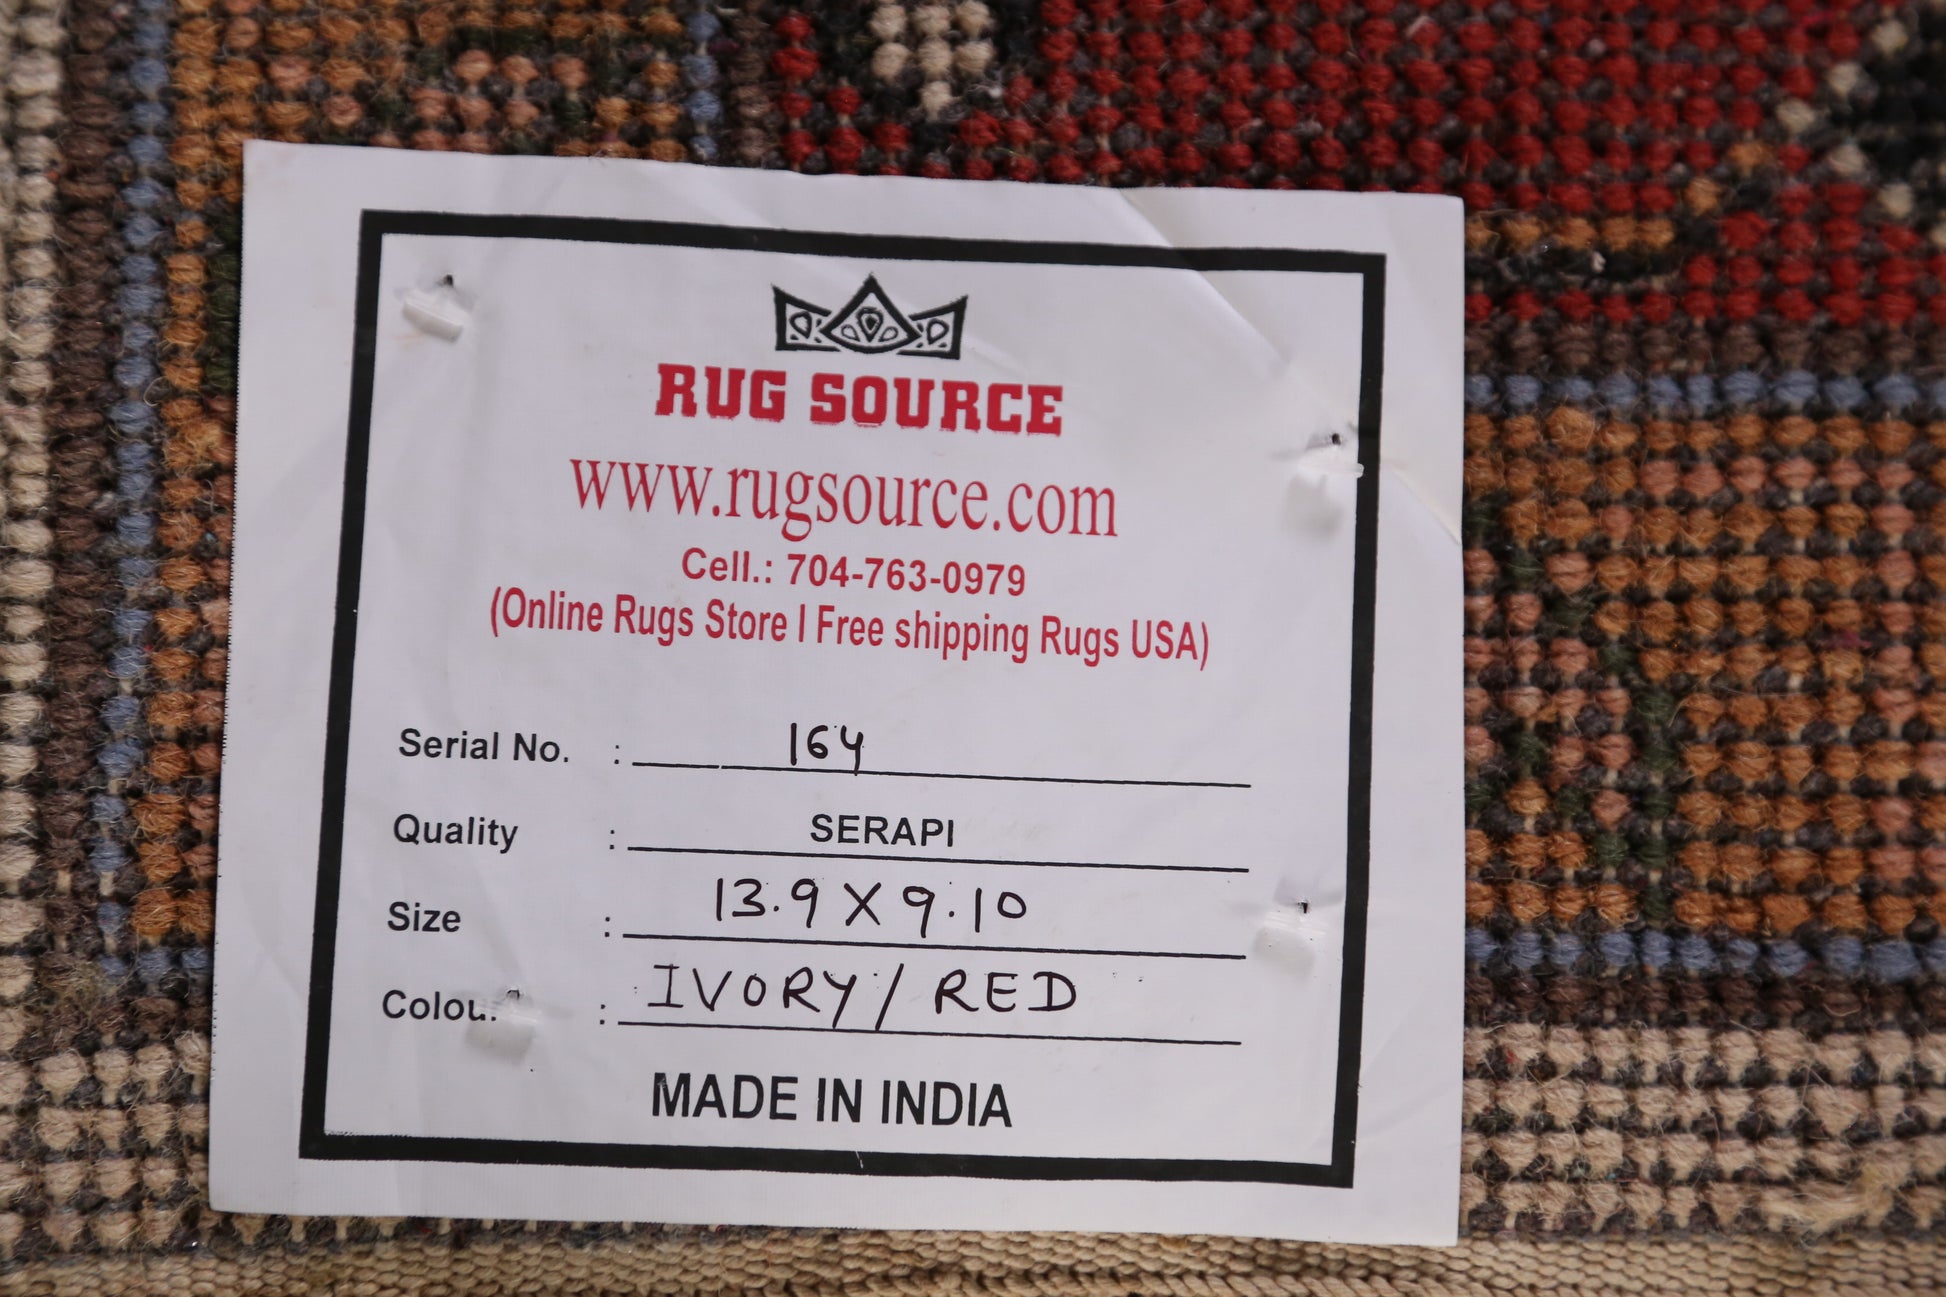 RUG SOURCE
www.rugsource.com
Cell.: 704-763-0979
(Online Rugs Store I Free shipping Rugs USA)
Serial No. : 164
Quality : SERAPI
Size : 13.9 X 9.10
Colour : IVORY / RED
MADE IN INDIA